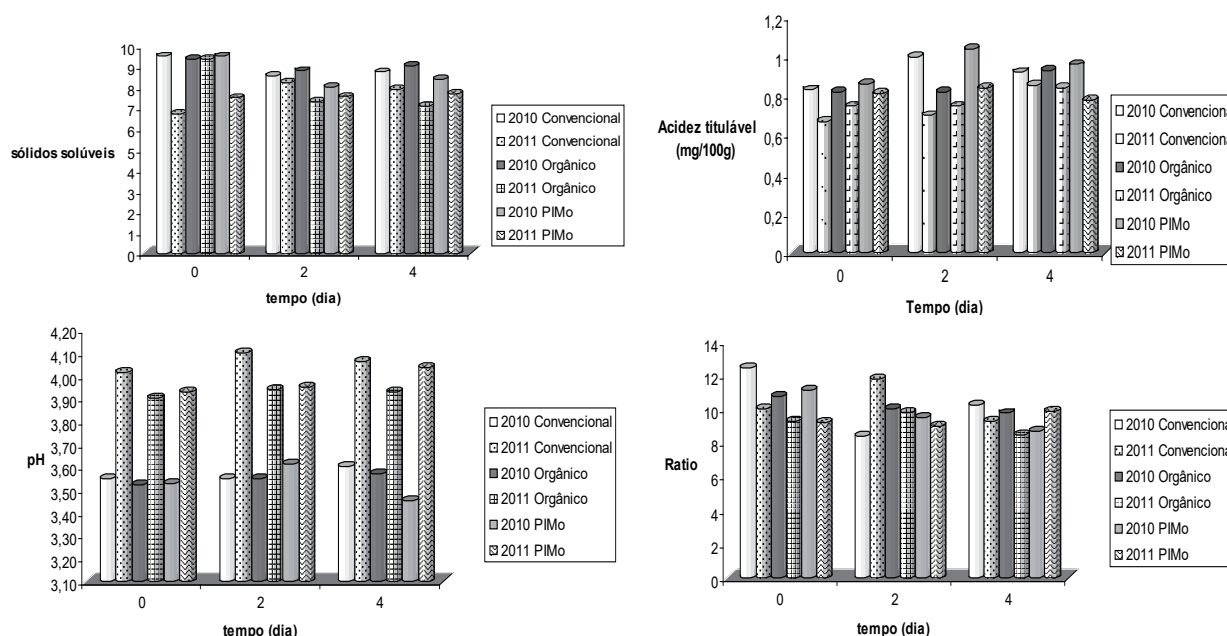 sólidos solúveis
10
9
8
7
6
5
4
3
2
1
0
0 2 4
tempo (dia)
2010 Convencional
2011 Convencional
2010 Orgânico
2011 Orgânico
2010 PIMo
2011 PIMo
Acidez titulável
(mg/100g)
1,2
1
0,8
0,6
0,4
0,2
0
0 2 4
Tempo (dia)
2010 Convenciona
2011 Convenciona
2010 Orgânico
2011 Orgânico
2010 PIMo
2011 PIMo
pH
4,20
4,10
4,00
3,90
3,80
3,70
3,60
3,50
3,40
3,30
3,20
3,10
0 2 4
tempo (dia)
2010 Convencional
2011 Convencional
2010 Orgânico
2011 Orgânico
2010 PIMo
2011 PIMo
Ratio
14
12
10
8
6
4
2
0
0 2 4
tempo (dia)
2010 Convenciona
2011 Convenciona
2010 Orgânico
2011 Orgânico
2010 PIMo
2011 PIMo